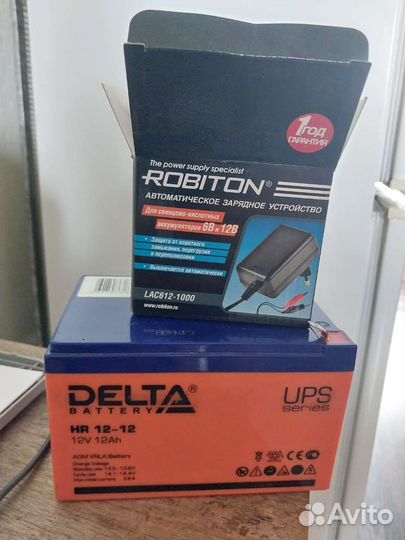 1 ГОД
ГАРАНТИЯ
The power supply specialist
ROBITON®
АВТОМАТИЧЕСКОЕ ЗАРЯДНОЕ УСТРОЙСТВО
Для свинцово-кислотных
аккумуляторов 6В и 12В
• Защита от короткого
замыкания, перегрузки
и переполюсовки
• Выключается автоматически
LAC612-1000
www.robiton.ru
DELTA®
BATTERY
UPS
series
HR 12-12
12V 12Ah
AGM VRLA Battery
Charge Voltage
Avito